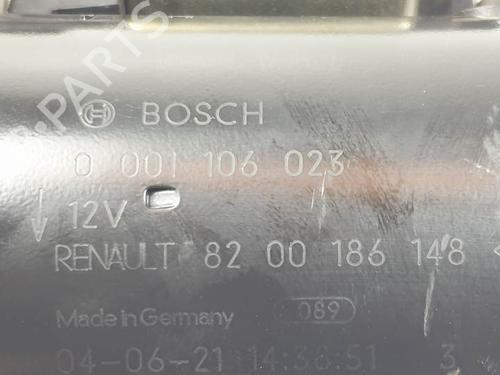 BOSCH
0 001 106 023
12V
RENAULT 82 00 186 148
Made in Germany 089
04-06-21 14:36:51 3
PARTS